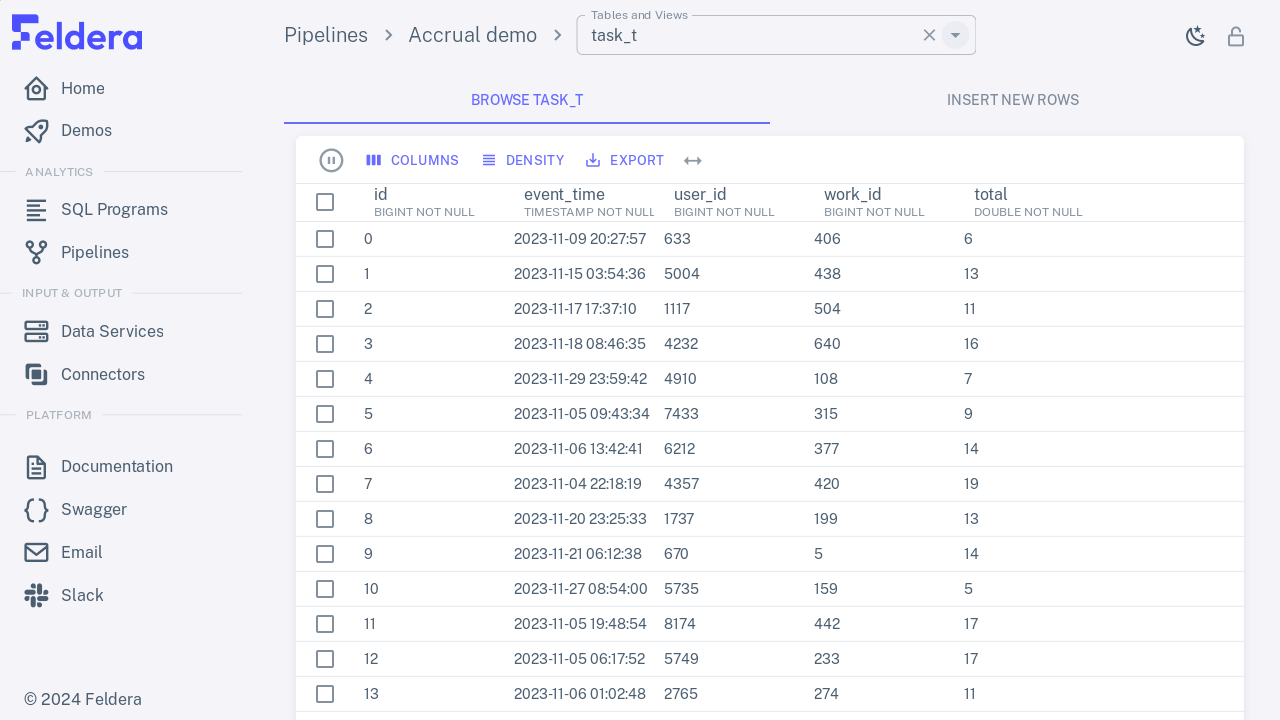 Feldera
Pipelines > Accrual demo >
Tables and Views
task_t
Home
Demos
ANALYTICS
SQL Programs
Pipelines
INPUT & OUTPUT
Data Services
Connectors
PLATFORM
Documentation
Swagger
Email
Slack
© 2024 Feldera
BROWSE TASK_T
INSERT NEW ROWS
COLUMNS DENSITY EXPORT
id event_time user_id work_id total
BIGINT NOT NULL TIMESTAMP NOT NULL BIGINT NOT NULL BIGINT NOT NULL DOUBLE NOT NULL
0 2023-11-09 20:27:57 633 406 6
1 2023-11-15 03:54:36 5004 438 13
2 2023-11-17 17:37:10 1117 504 11
3 2023-11-18 08:46:35 4232 640 16
4 2023-11-29 23:59:42 4910 108 7
5 2023-11-05 09:43:34 7433 315 9
6 2023-11-06 13:42:41 6212 377 14
7 2023-11-04 22:18:19 4357 420 19
8 2023-11-20 23:25:33 1737 199 13
9 2023-11-21 06:12:38 670 5 14
10 2023-11-27 08:54:00 5735 159 5
11 2023-11-05 19:48:54 8174 442 17
12 2023-11-05 06:17:52 5749 233 17
13 2023-11-06 01:02:48 2765 274 11